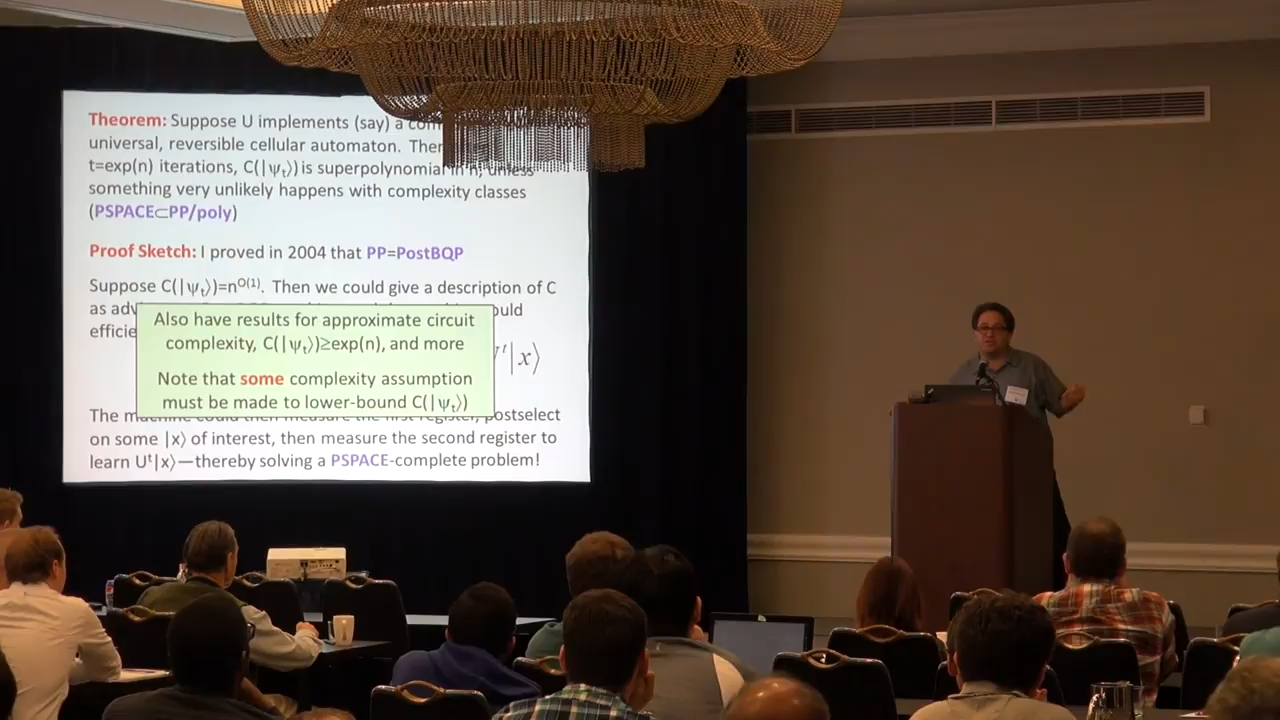 Theorem: Suppose U implements (say) a com
universal, reversible cellular automaton. Ther
t=exp(n) iterations, C(|ψt⟩) is superpolynomial in n, unless
something very unlikely happens with complexity classes
(PSPACE⊂PP/poly)
Proof Sketch: I proved in 2004 that PP=PostBQP
Suppose C(|ψt⟩)=n^O(1). Then we could give a description of C
as adv ould
efficie
Also have results for approximate circuit
complexity, C(|ψt⟩)≥exp(n), and more
Note that some complexity assumption
must be made to lower-bound C(|ψt⟩)
t|x⟩
The m could then measure the first register, postselect
on some |x⟩ of interest, then measure the second register to
learn Uᵗ|x⟩—thereby solving a PSPACE-complete problem!